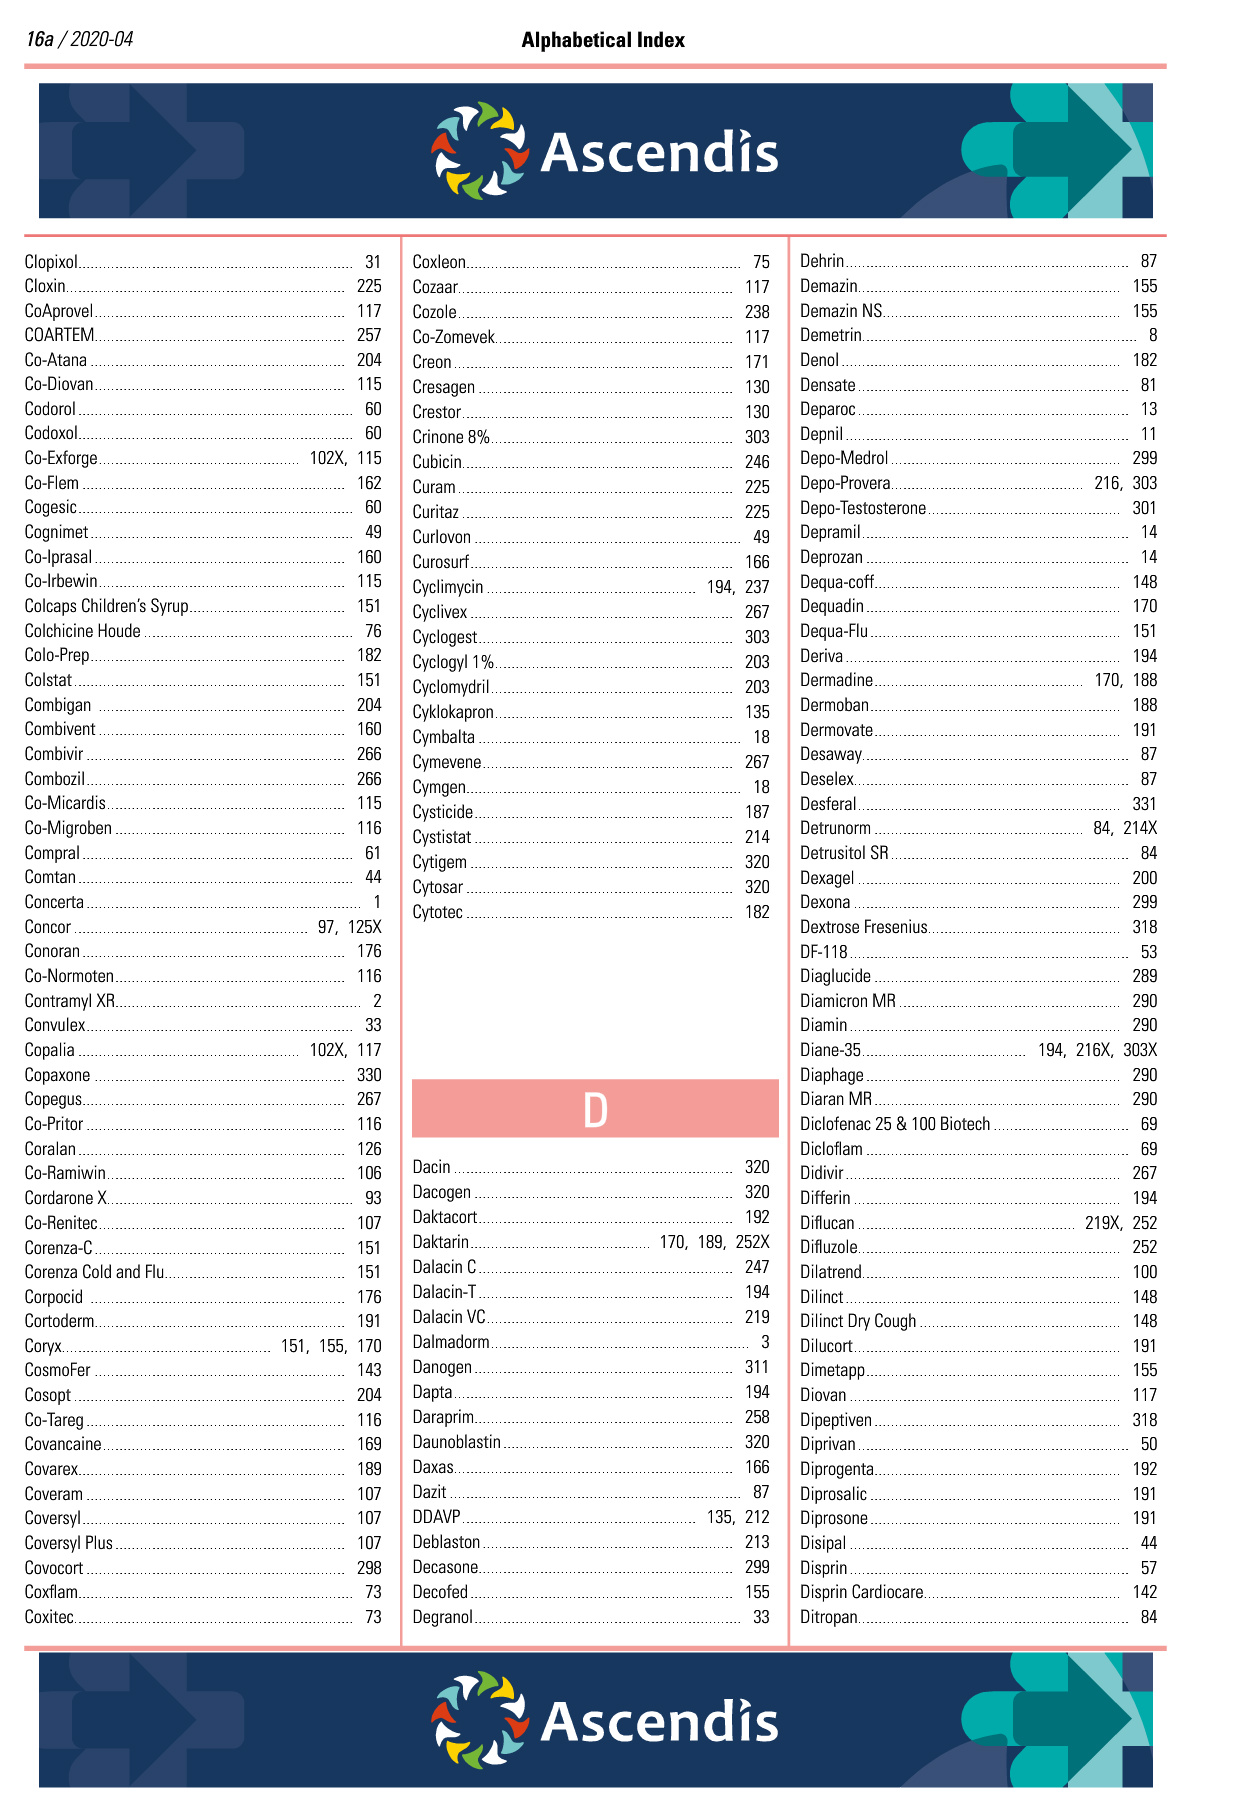 16a / 2020-04
Alphabetical Index
Ascendis
Clopixol 31
Cloxin 225
CoAprovel 117
COARTEM 257
Co-Atana 204
Co-Diovan 115
Codorol 60
Codoxol 60
Co-Exforge 102X, 115
Co-Flem 162
Cogesic 60
Cognimet 49
Co-Iprasal 160
Co-Irbewin 115
Colcaps Children's Syrup 151
Colchicine Houde 76
Colo-Prep 182
Colstat 151
Combigan 204
Combivent 160
Combivir 266
Combozil 266
Co-Micardis 115
Co-Migroben 116
Compral 61
Comtan 44
Concerta 1
Concor 97, 125X
Conoran 176
Co-Normoten 116
Contramyl XR 2
Convulex 33
Copalia 102X, 117
Copaxone 330
Copegus 267
Co-Pritor 116
Coralan 126
Co-Ramiwin 106
Cordarone X 93
Co-Renitec 107
Corenza-C 151
Corenza Cold and Flu 151
Corpocid 176
Cortoderm 191
Coryx 151, 155, 170
CosmoFer 143
Cosopt 204
Co-Tareg 116
Covancaine 169
Covarex 189
Coveram 107
Coversyl 107
Coversyl Plus 107
Covocort 298
Coxflam 73
Coxitec 73
Coxleon 75
Cozaar 117
Cozole 238
Co-Zomevek 117
Creon 171
Cresagen 130
Crestor 130
Crinone 8% 303
Cubicin 246
Curam 225
Curitaz 225
Curlovon 49
Curosurf 166
Cyclimycin 194, 237
Cyclivex 267
Cyclogest 303
Cyclogyl 1% 203
Cyclomydril 203
Cyklokapron 135
Cymbalta 18
Cymevene 267
Cymgen 18
Cysticide 187
Cystistat 214
Cytigem 320
Cytosar 320
Cytotec 182
D
Dacin 320
Dacogen 320
Daktacort 192
Daktarin 170, 189, 252X
Dalacin C 247
Dalacin-T 194
Dalacin VC 219
Dalmadorm 3
Danogen 311
Dapta 194
Daraprim 258
Daunoblastin 320
Daxas 166
Dazit 87
DDAVP 135, 212
Deblaston 213
Decasone 299
Decofed 155
Degranol 33
Dehrin 87
Demazin 155
Demazin NS 155
Demetrin 8
Denol 182
Densate 81
Deparoc 13
Depnil 11
Depo-Medrol 299
Depo-Provera 216, 303
Depo-Testosterone 301
Depramil 14
Deprozan 14
Dequa-coff 148
Dequadin 170
Dequa-Flu 151
Deriva 194
Dermadine 170, 188
Dermoban 188
Dermovate 191
Desaway 87
Deselex 87
Desferal 331
Detrunorm 84, 214X
Detrusitol SR 84
Dexagel 200
Dexona 299
Dextrose Fresenius 318
DF-118 53
Diaglucide 289
Diamicron MR 290
Diamin 290
Diane-35 194, 216X, 303X
Diaphage 290
Diaran MR 290
Diclofenac 25 & 100 Biotech 69
Dicloflam 69
Didivir 267
Differin 194
Diflucan 219X, 252
Difluzole 252
Dilatrend 100
Dilinct 148
Dilinct Dry Cough 148
Dilucort 191
Dimetapp 155
Diovan 117
Dipeptiven 318
Diprivan 50
Diprogenta 192
Diprosalic 191
Diprosone 191
Disipal 44
Disprin 57
Disprin Cardiocare 142
Ditropan 84
Ascendis